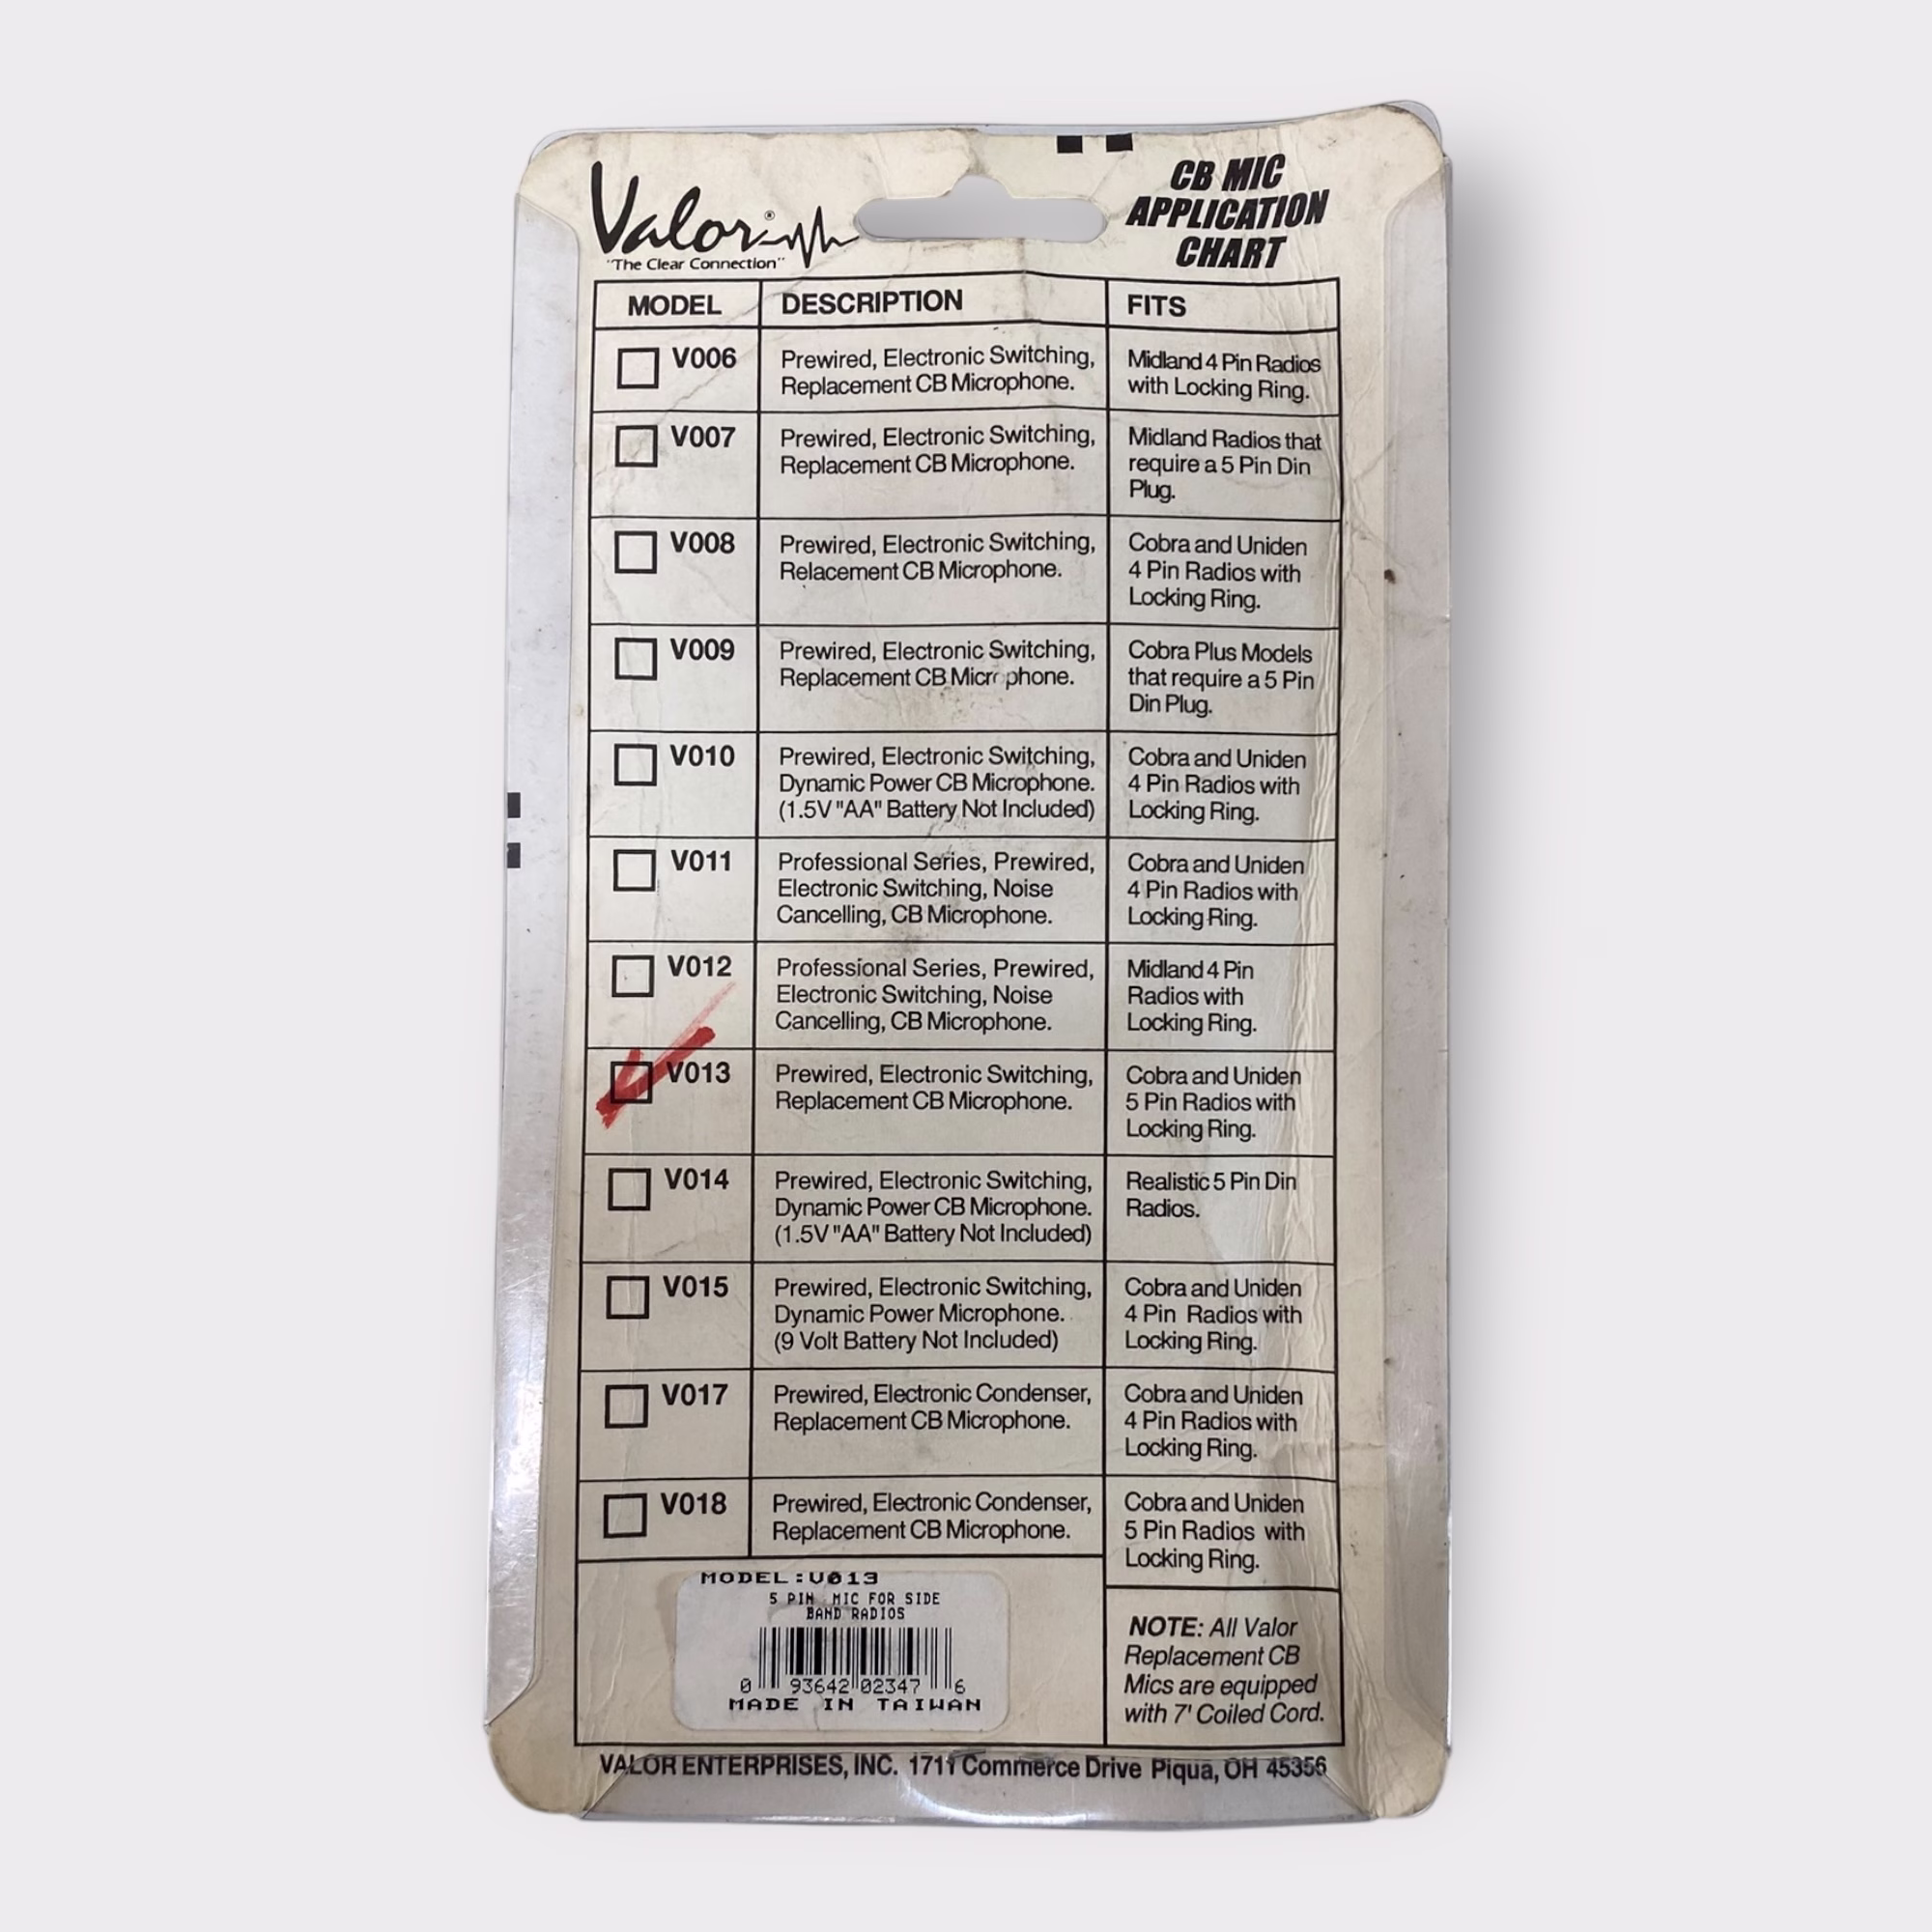 Valor®
"The Clear Connection"
CB MIC
APPLICATION
CHART
MODEL DESCRIPTION FITS
V006 Prewired, Electronic Switching, Midland 4 Pin Radios
Replacement CB Microphone. with Locking Ring.
V007 Prewired, Electronic Switching, Midland Radios that
Replacement CB Microphone. require a 5 Pin Din
Plug.
V008 Prewired, Electronic Switching, Cobra and Uniden
Relacement CB Microphone. 4 Pin Radios with
Locking Ring.
V009 Prewired, Electronic Switching, Cobra Plus Models
Replacement CB Microphone. that require a 5 Pin
Din Plug.
V010 Prewired, Electronic Switching, Cobra and Uniden
Dynamic Power CB Microphone. 4 Pin Radios with
(1.5V "AA" Battery Not Included) Locking Ring.
V011 Professional Series, Prewired, Cobra and Uniden
Electronic Switching, Noise 4 Pin Radios with
Cancelling, CB Microphone. Locking Ring.
V012 Professional Series, Prewired, Midland 4 Pin
Electronic Switching, Noise Radios with
Cancelling, CB Microphone. Locking Ring.
V013 Prewired, Electronic Switching, Cobra and Uniden
Replacement CB Microphone. 5 Pin Radios with
Locking Ring.
V014 Prewired, Electronic Switching, Realistic 5 Pin Din
Dynamic Power CB Microphone. Radios.
(1.5V "AA" Battery Not Included)
V015 Prewired, Electronic Switching, Cobra and Uniden
Dynamic Power Microphone. 4 Pin Radios with
(9 Volt Battery Not Included) Locking Ring.
V017 Prewired, Electronic Condenser, Cobra and Uniden
Replacement CB Microphone. 4 Pin Radios with
Locking Ring.
V018 Prewired, Electronic Condenser, Cobra and Uniden
Replacement CB Microphone. 5 Pin Radios with
Locking Ring.
MODEL:V013
5 PIN MIC FOR SIDE
BAND RADIOS
0 93642 02347 6
MADE IN TAIWAN
NOTE: All Valor
Replacement CB
Mics are equipped
with 7' Coiled Cord.
VALOR ENTERPRISES, INC. 1711 Commerce Drive Piqua, OH 45356